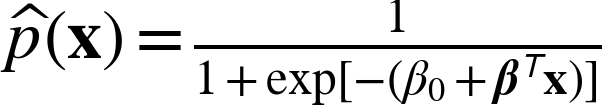 p̂(𝐱) = 1 / (1 + exp[−(β₀ + 𝛃ᵀ𝐱)])